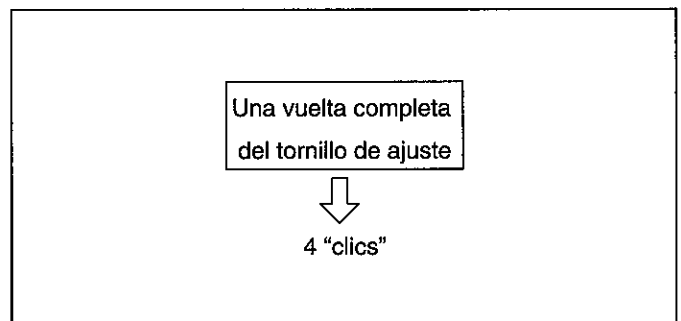 Una vuelta completa
del tornillo de ajuste
4 “clics”